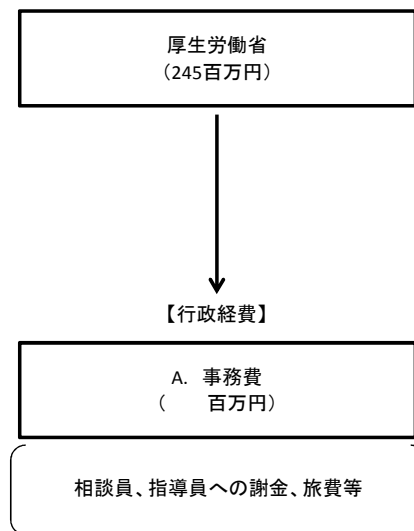 厚生労働省
（245百万円）
【行政経費】
A. 事務費
（　　百万円）
相談員、指導員への謝金、旅費等